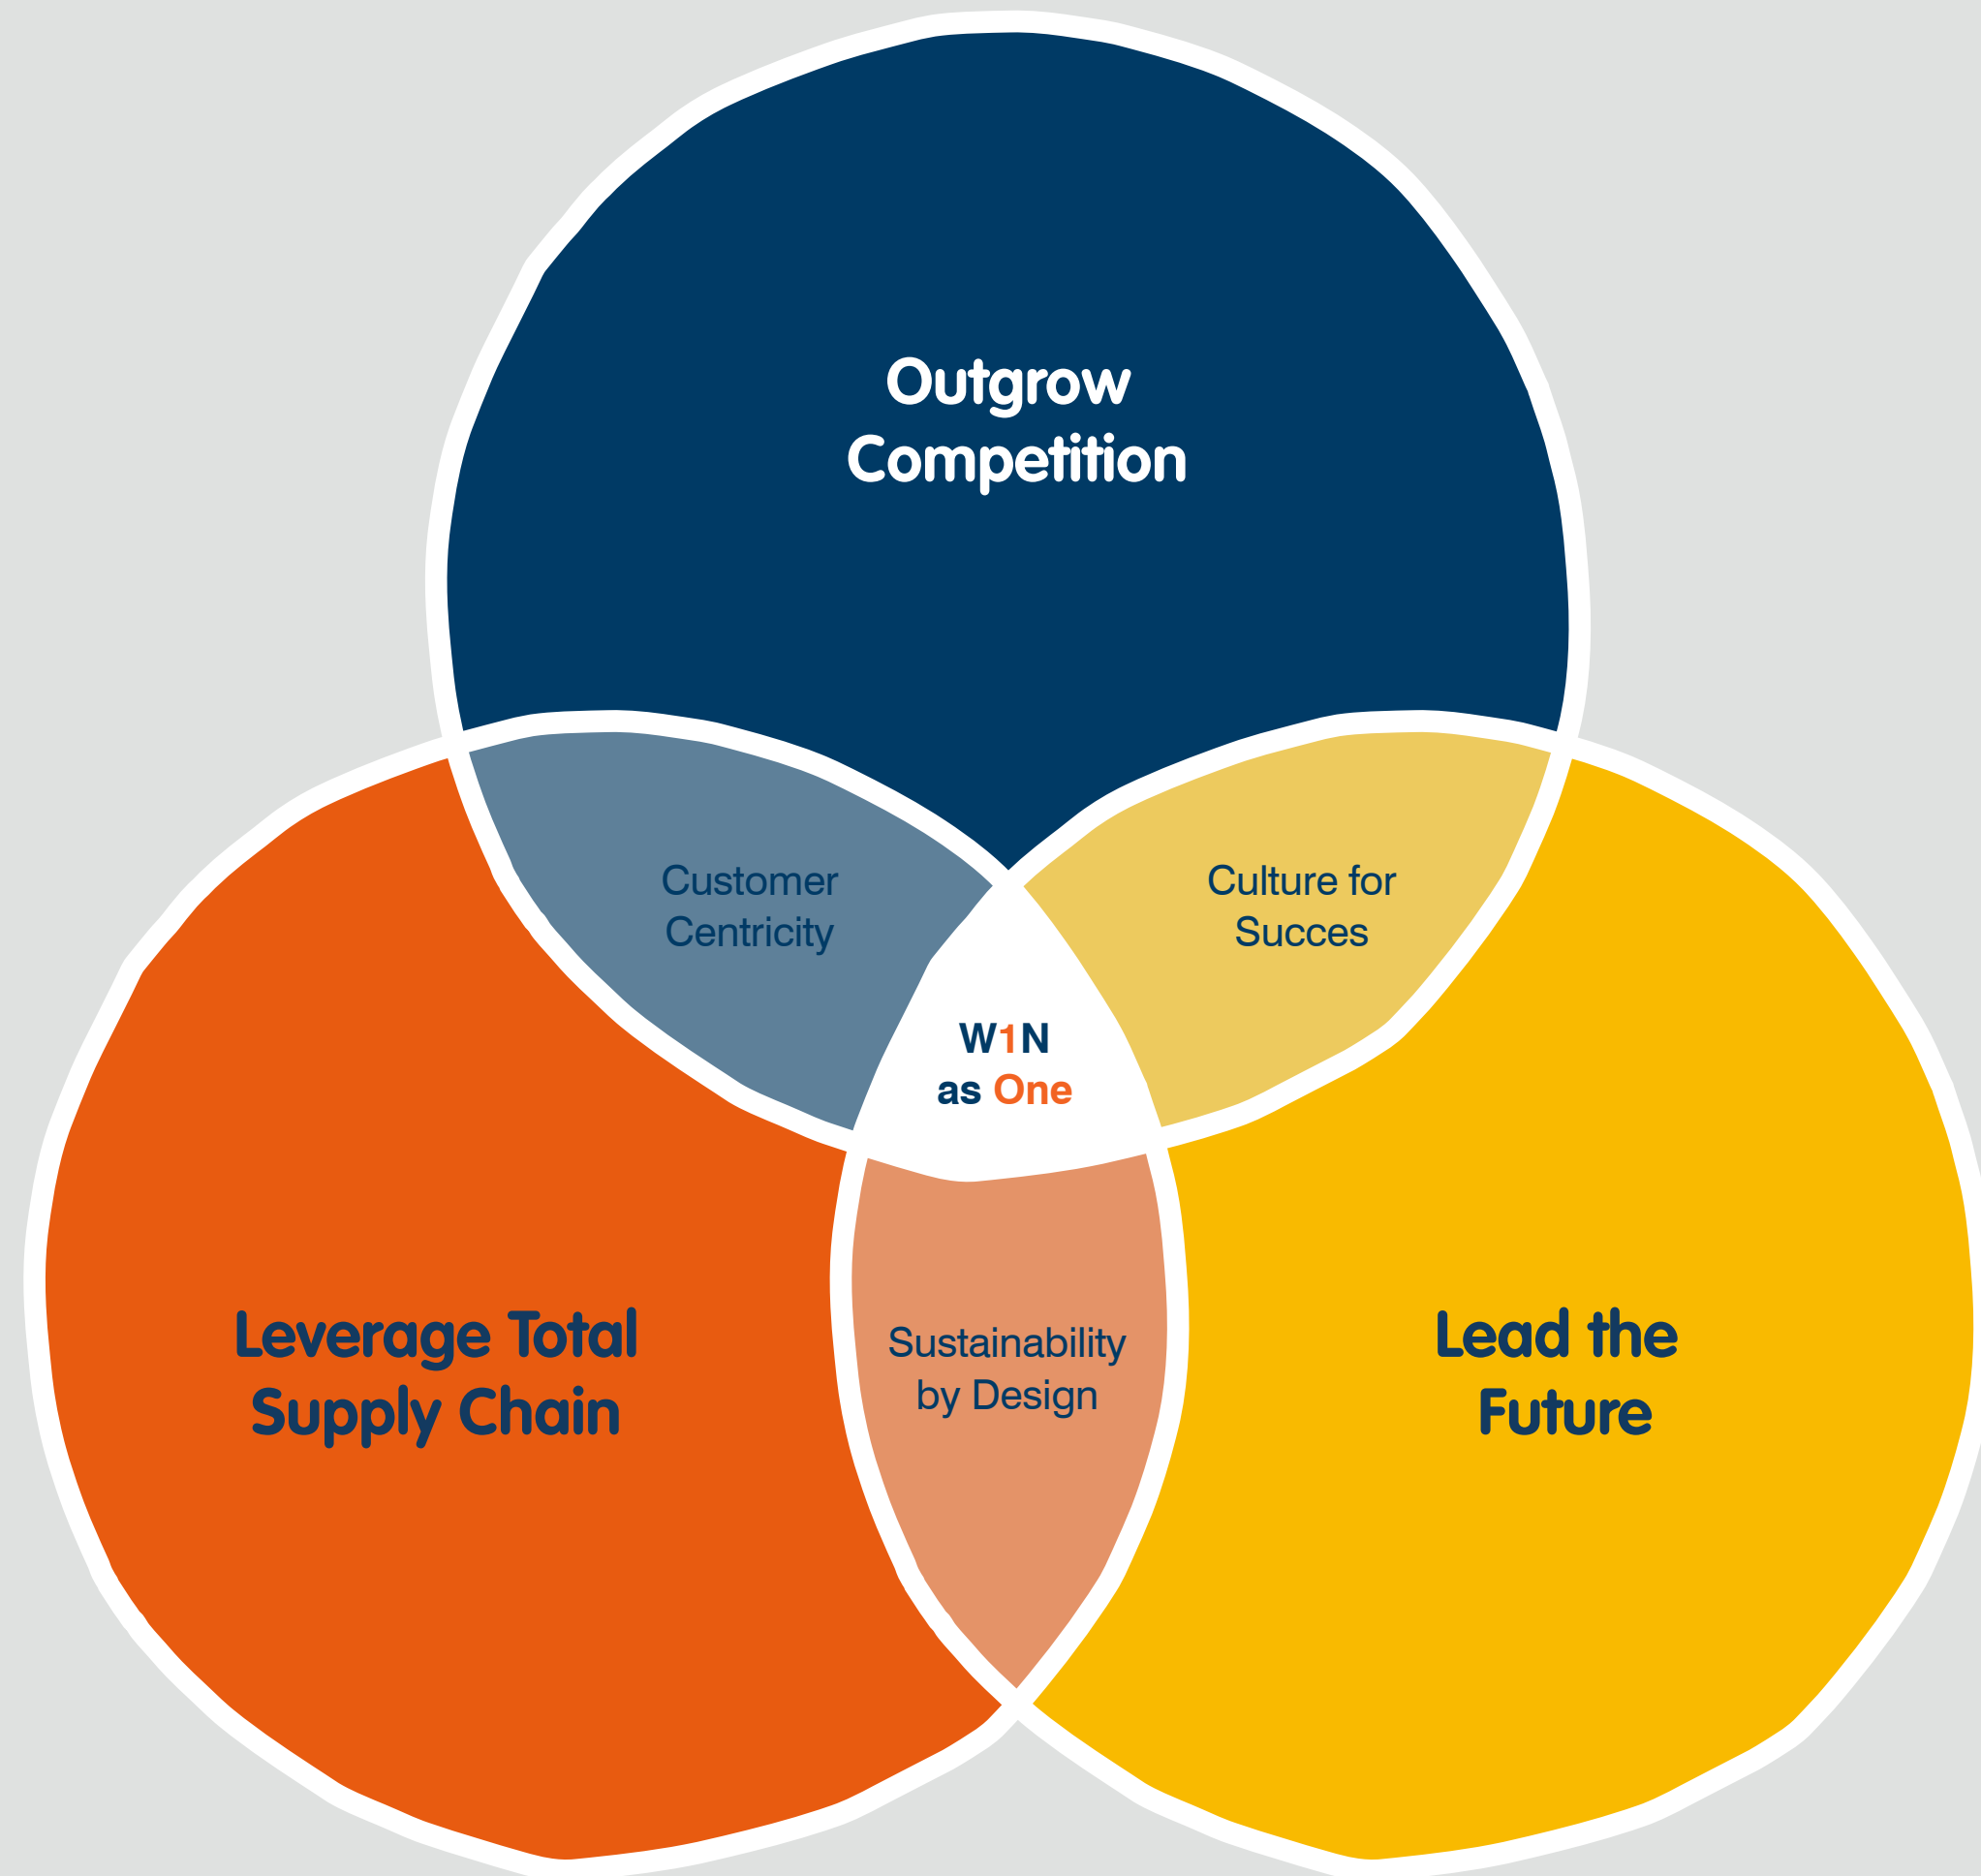 Outgrow
Competition
Customer
Centricity
Culture for
Succes
W1N
as One
Leverage Total
Supply Chain
Sustainability
by Design
Lead the
Future